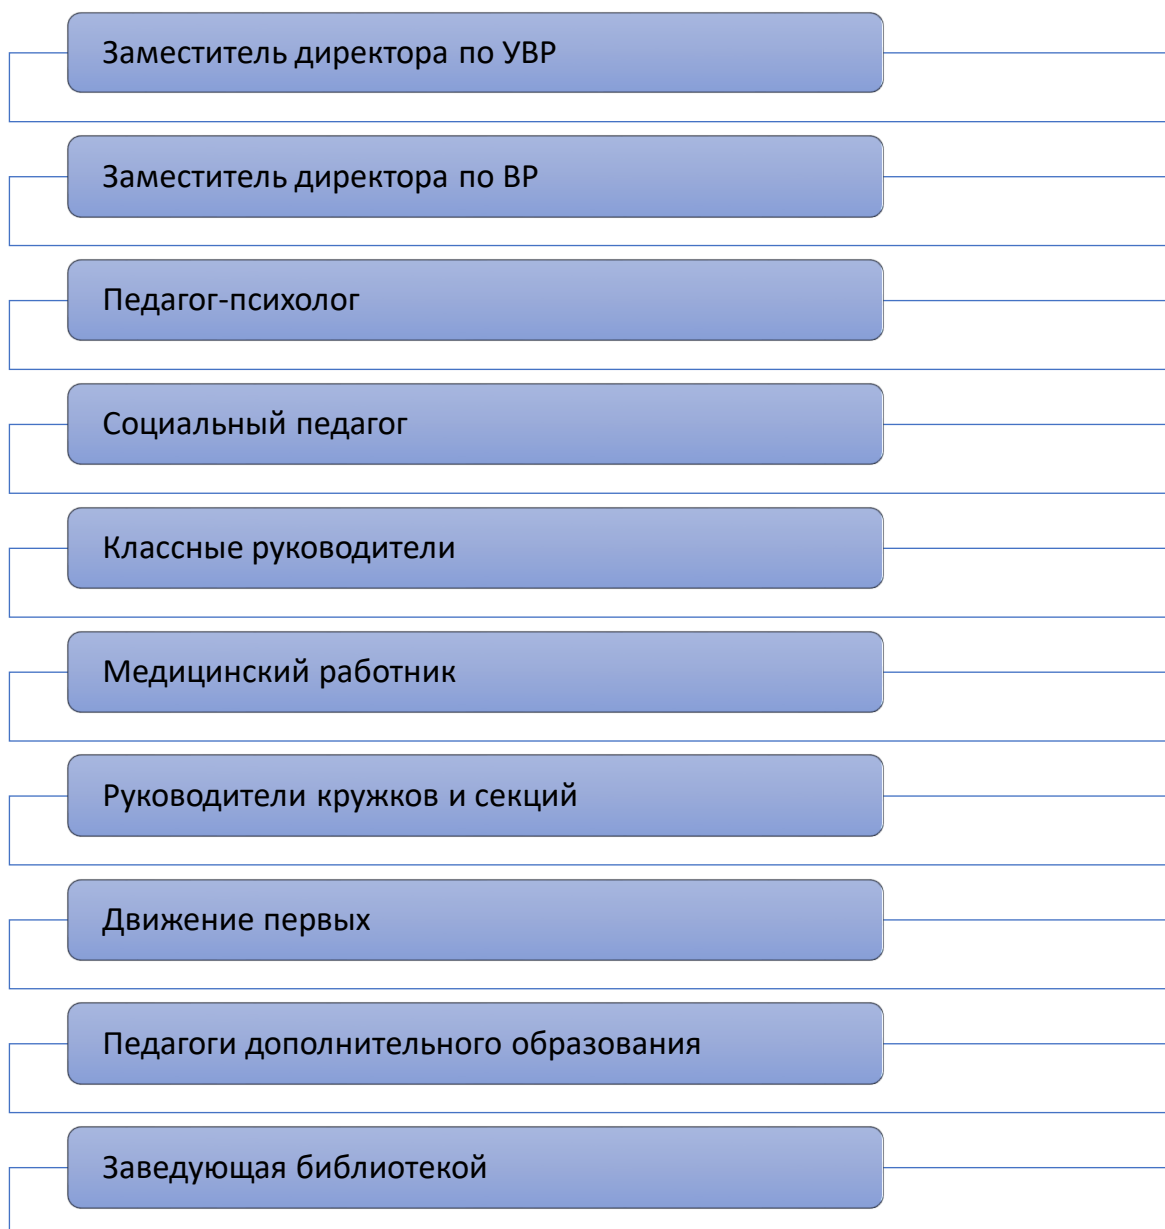 Заместитель директора по УВР
Заместитель директора по ВР
Педагог-психолог
Социальный педагог
Классные руководители
Медицинский работник
Руководители кружков и секций
Движение первых
Педагоги дополнительного образования
Заведующая библиотекой